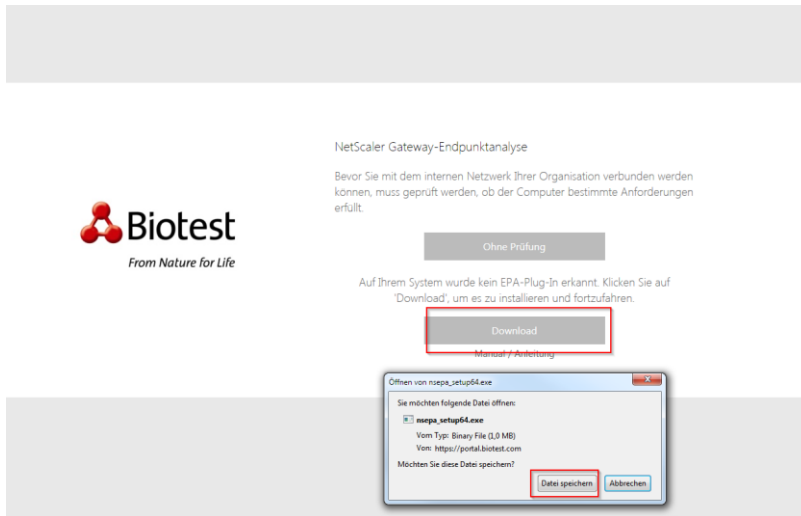 NetScaler Gateway-Endpunktanalyse
Bevor Sie mit dem internen Netzwerk Ihrer Organisation verbunden werden
können, muss geprüft werden, ob der Computer bestimmte Anforderungen
erfüllt.
Biotest
From Nature for Life
Ohne Prüfung
Auf Ihrem System wurde kein EPA-Plug-In erkannt. Klicken Sie auf
'Download', um es zu installieren und fortzufahren.
Download
Manual / Anleitung
Öffnen von nsepa_setup64.exe
Sie möchten folgende Datei öffnen:
nsepa_setup64.exe
Vom Typ: Binary File (1,0 MB)
Von: https://portal.biotest.com
Möchten Sie diese Datei speichern?
Datei speichern
Abbrechen